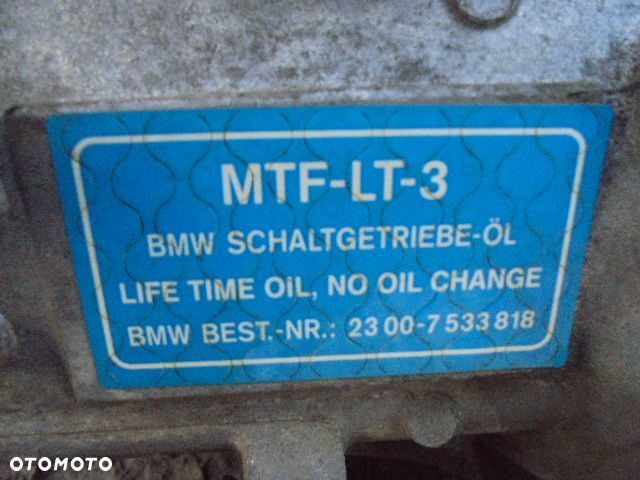 MTF-LT-3
BMW SCHALTGETRIEBE-ÖL
LIFE TIME OIL, NO OIL CHANGE
BMW BEST.-NR.: 23 00-7 533 818
OTOMOTO